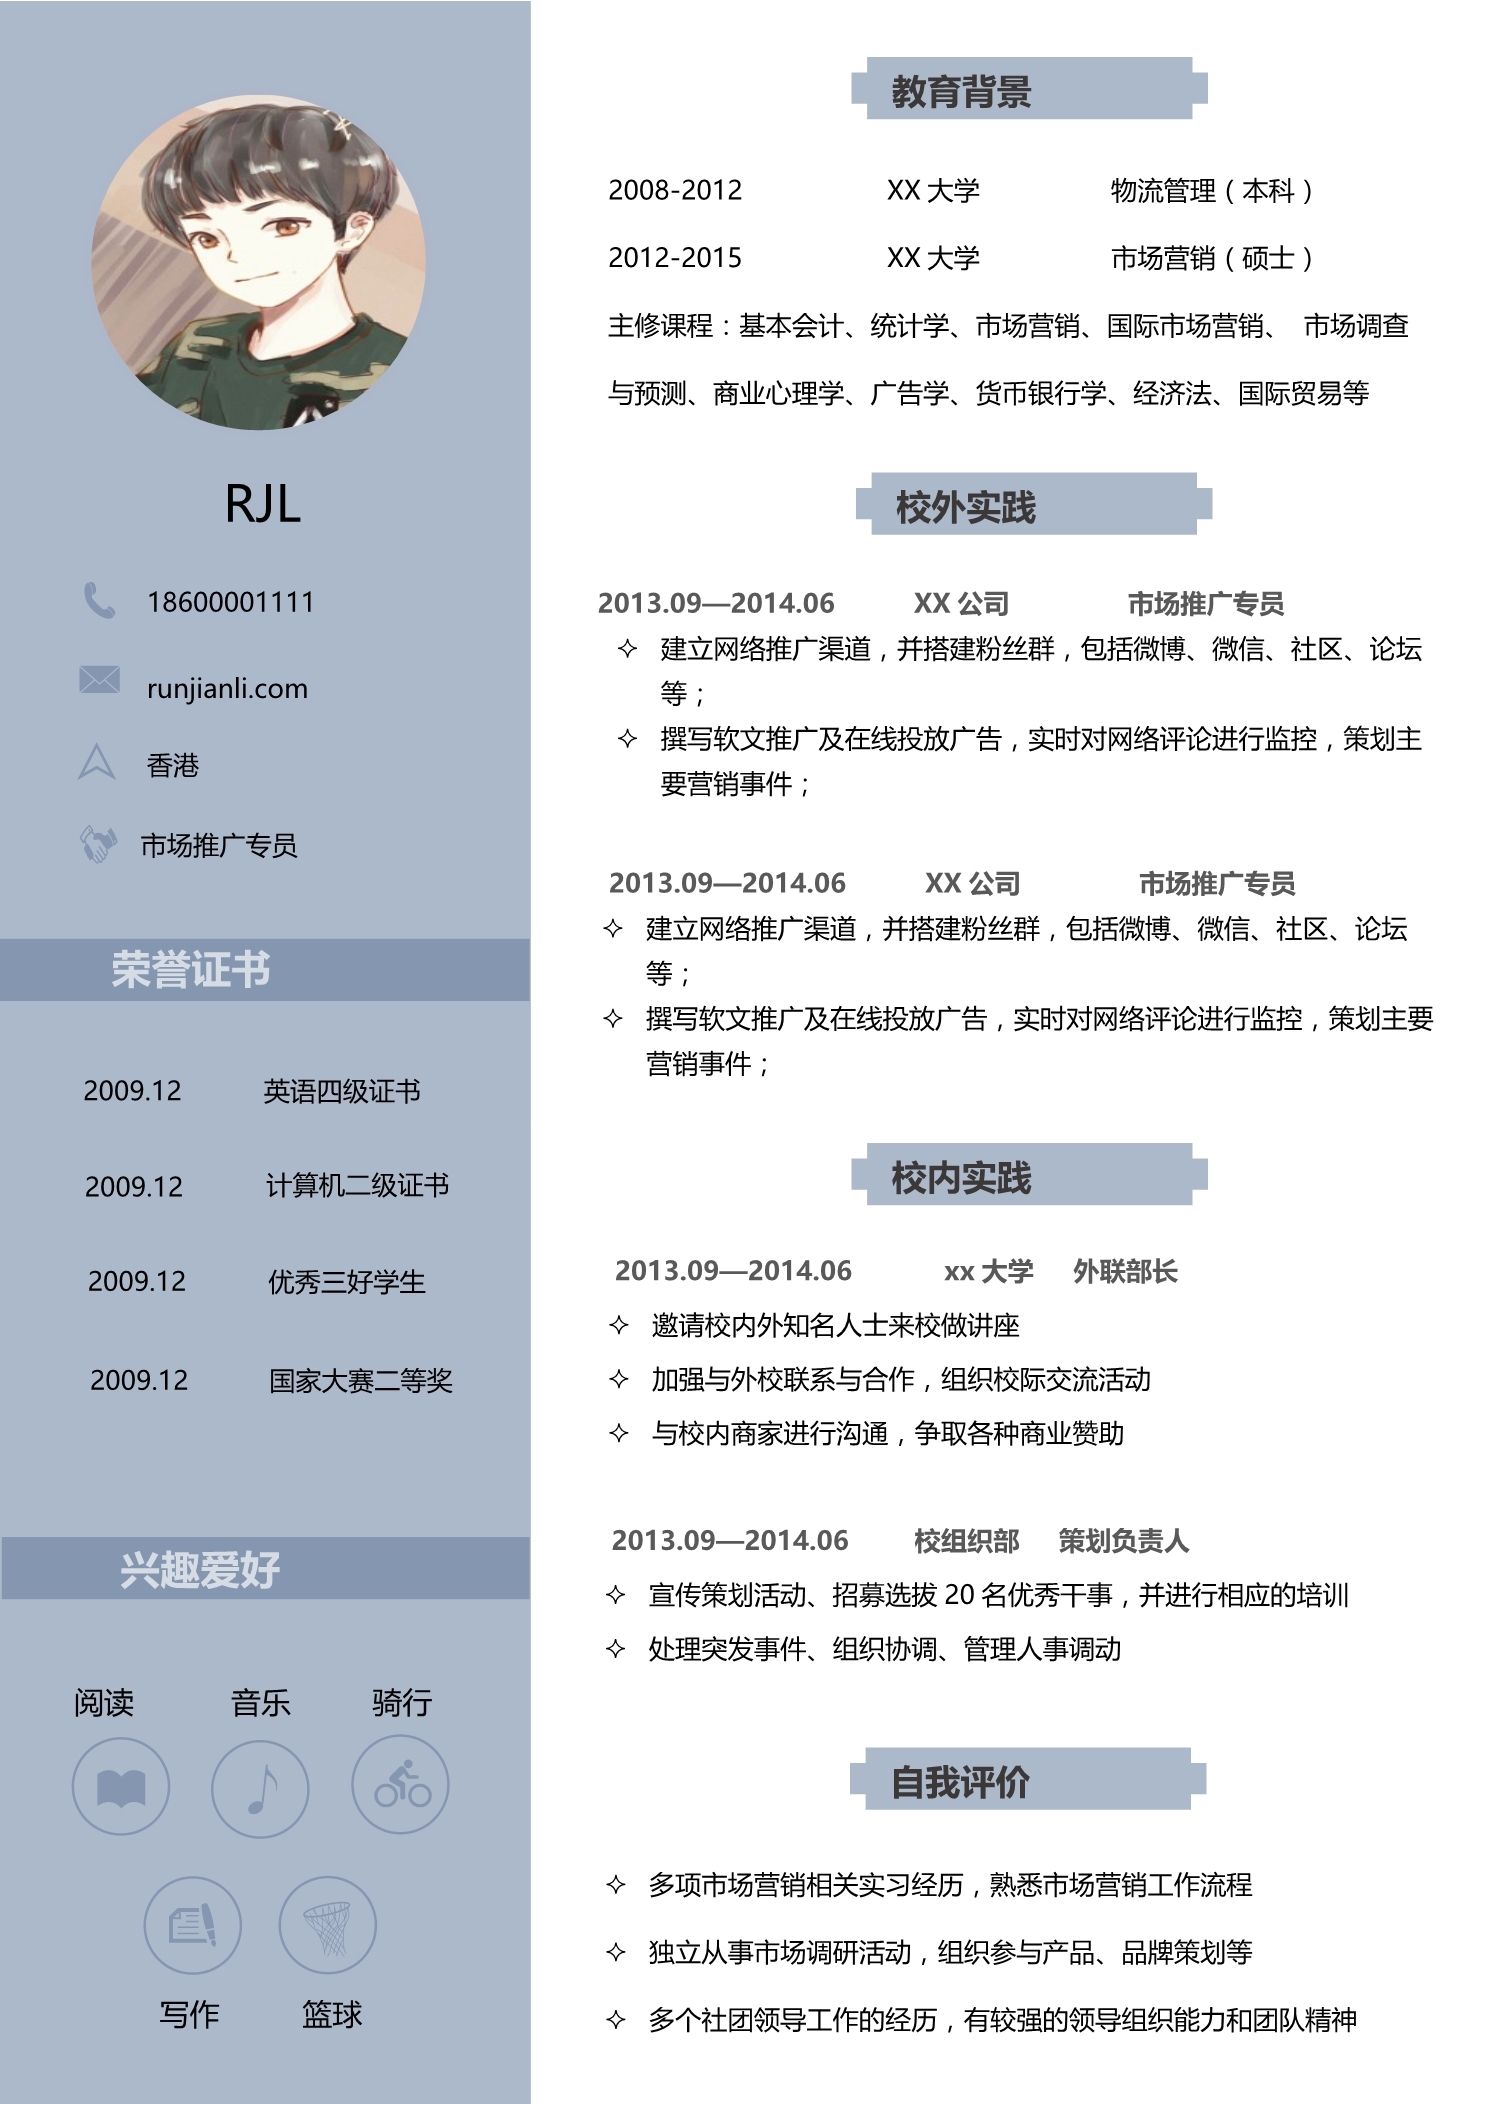 RJL
18600001111
runjianli.com
香港
市场推广专员
荣誉证书
2009.12 英语四级证书
2009.12 计算机二级证书
2009.12 优秀三好学生
2009.12 国家大赛二等奖
兴趣爱好
阅读 音乐 骑行
写作 篮球
教育背景
2008-2012 XX 大学 物流管理（本科）
2012-2015 XX 大学 市场营销（硕士）
主修课程：基本会计、统计学、市场营销、国际市场营销、 市场调查
与预测、商业心理学、广告学、货币银行学、经济法、国际贸易等
校外实践
2013.09—2014.06 XX 公司 市场推广专员
✧ 建立网络推广渠道，并搭建粉丝群，包括微博、微信、社区、论坛
等；
✧ 撰写软文推广及在线投放广告，实时对网络评论进行监控，策划主
要营销事件；
2013.09—2014.06 XX 公司 市场推广专员
✧ 建立网络推广渠道，并搭建粉丝群，包括微博、微信、社区、论坛
等；
✧ 撰写软文推广及在线投放广告，实时对网络评论进行监控，策划主要
营销事件；
校内实践
2013.09—2014.06 xx 大学 外联部长
✧ 邀请校内外知名人士来校做讲座
✧ 加强与外校联系与合作，组织校际交流活动
✧ 与校内商家进行沟通，争取各种商业赞助
2013.09—2014.06 校组织部 策划负责人
✧ 宣传策划活动、招募选拔 20 名优秀干事，并进行相应的培训
✧ 处理突发事件、组织协调、管理人事调动
自我评价
✧ 多项市场营销相关实习经历，熟悉市场营销工作流程
✧ 独立从事市场调研活动，组织参与产品、品牌策划等
✧ 多个社团领导工作的经历，有较强的领导组织能力和团队精神